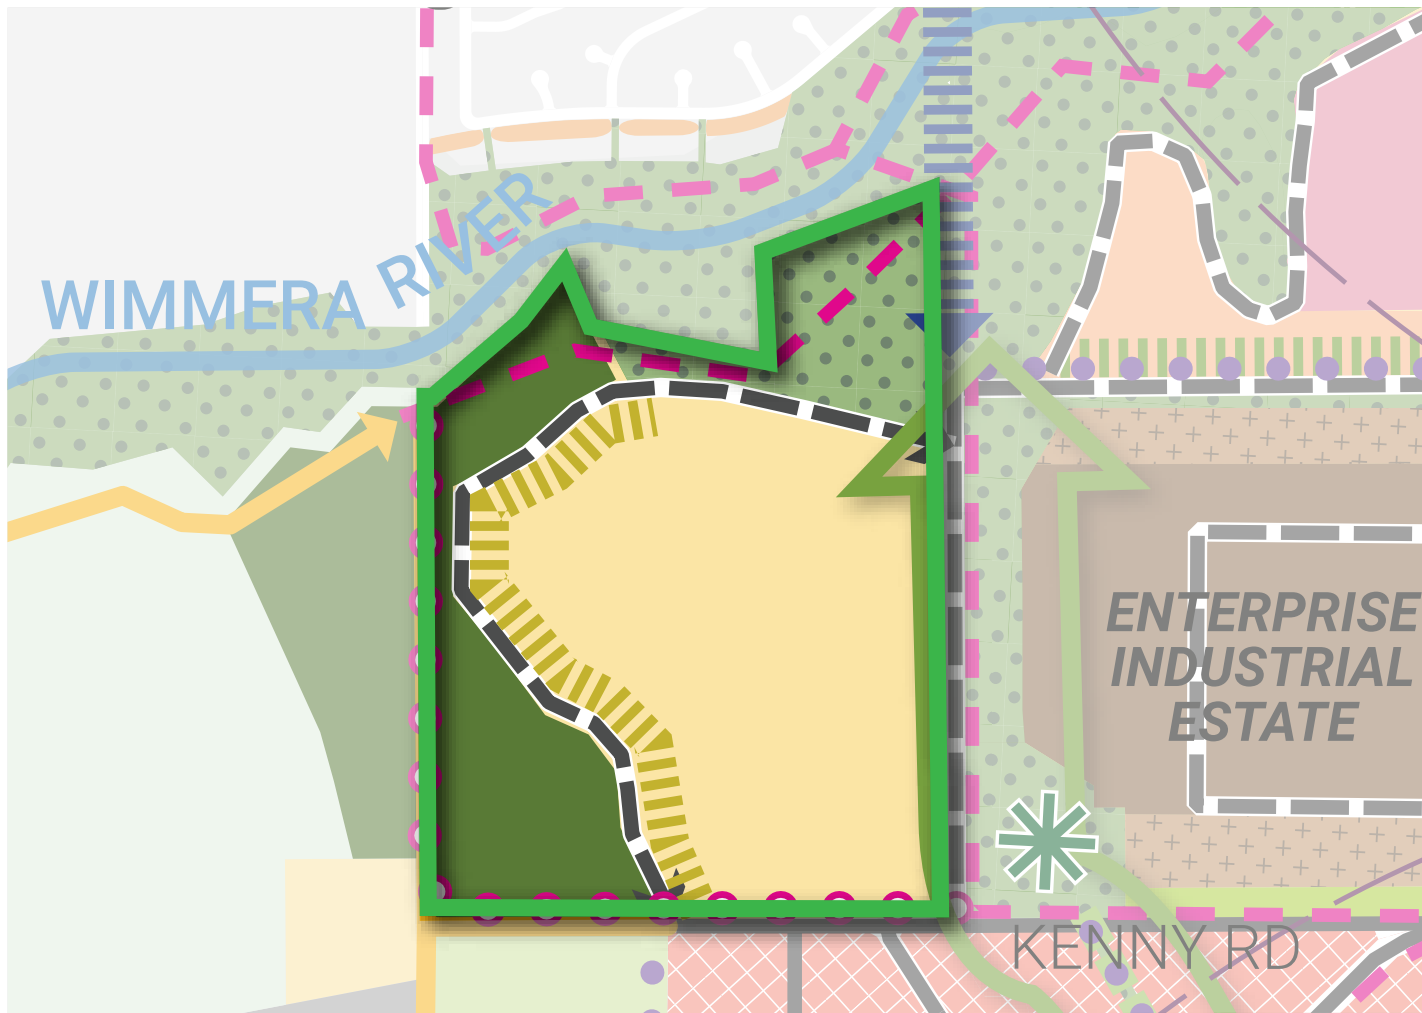 WIMMERA RIVER
ENTERPRISE
INDUSTRIAL
ESTATE
KENNY RD